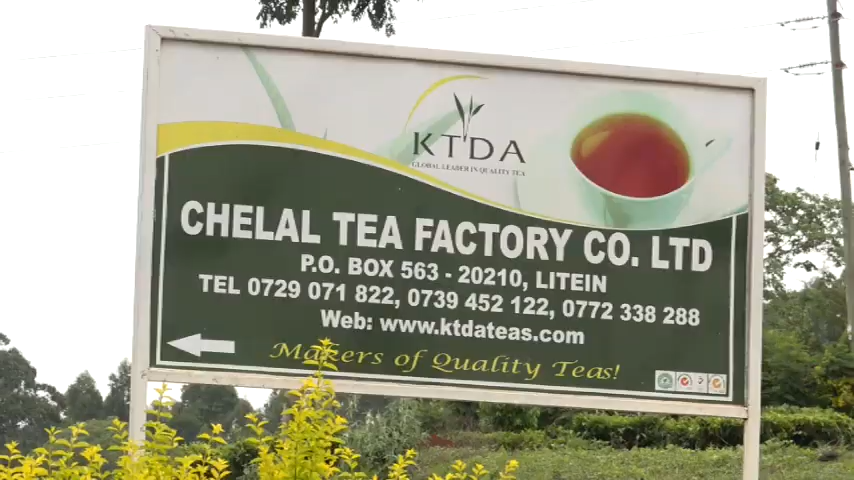 KTDA
GLOBAL LEADER IN QUALITY TEA
CHELAL TEA FACTORY CO. LTD
P.O. BOX 563 - 20210, LITEIN
TEL 0729 071 822, 0739 452 122, 0772 338 288
Web: www.ktdateas.com
Makers of Quality Teas!